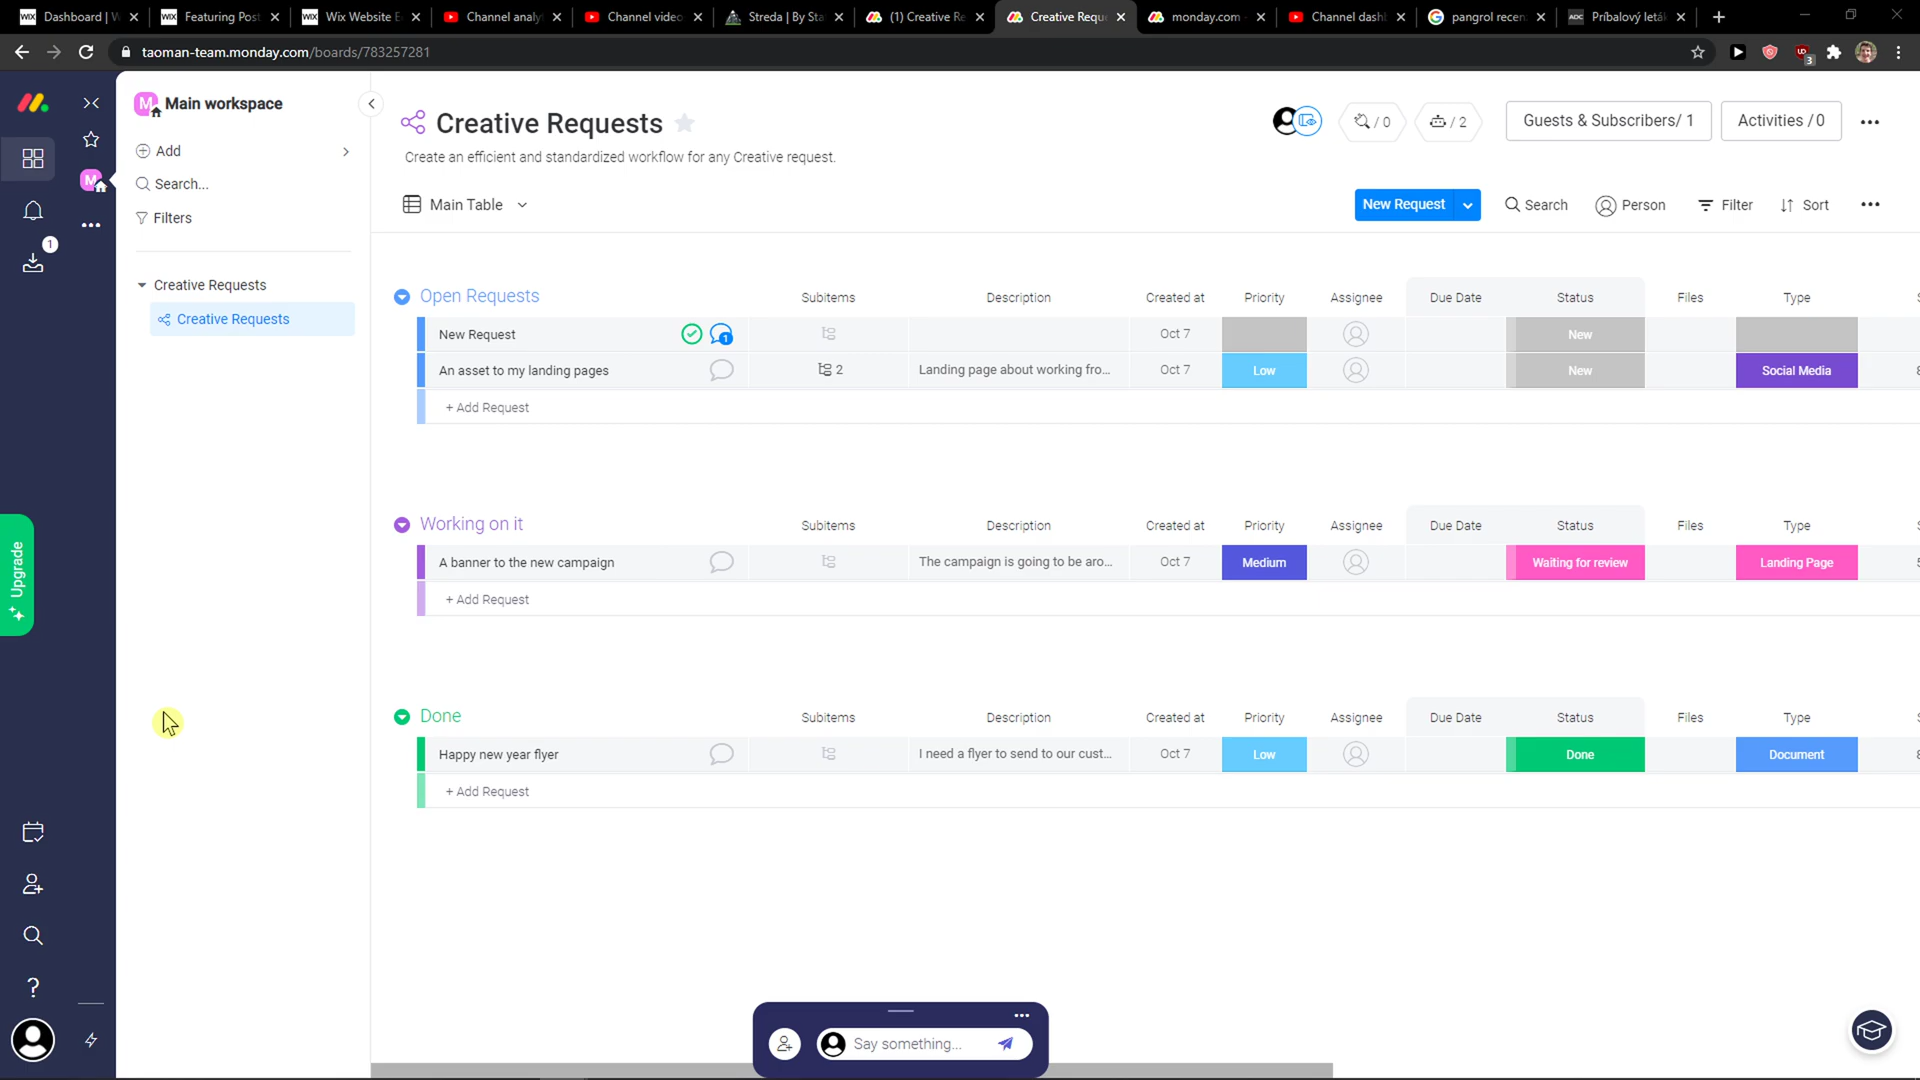 Dashboard | W
Featuring Post
Wix Website E
Channel analy
Channel video
Streda | By Sta
(1) Creative Re
Creative Requ
monday.com -
Channel dash
pangrol recen
Príbalový leták
taoman-team.monday.com/boards/783257281
3
M Main workspace
Add
Search...
Filters
Creative Requests
Creative Requests
M
1
Upgrade
Creative Requests
Create an efficient and standardized workflow for any Creative request.
/ 0
/ 2
Guests & Subscribers/ 1
Activities / 0
Main Table
New Request
Search
Person
Filter
Sort
Open Requests Subitems Description Created at Priority Assignee Due Date Status Files Type
New Request 1 Oct 7 New
An asset to my landing pages 2 Landing page about working fro... Oct 7 Low New Social Media
+ Add Request
Working on it Subitems Description Created at Priority Assignee Due Date Status Files Type
A banner to the new campaign The campaign is going to be aro... Oct 7 Medium Waiting for review Landing Page
+ Add Request
Done Subitems Description Created at Priority Assignee Due Date Status Files Type
Happy new year flyer I need a flyer to send to our cust... Oct 7 Low Done Document
+ Add Request
Say something...